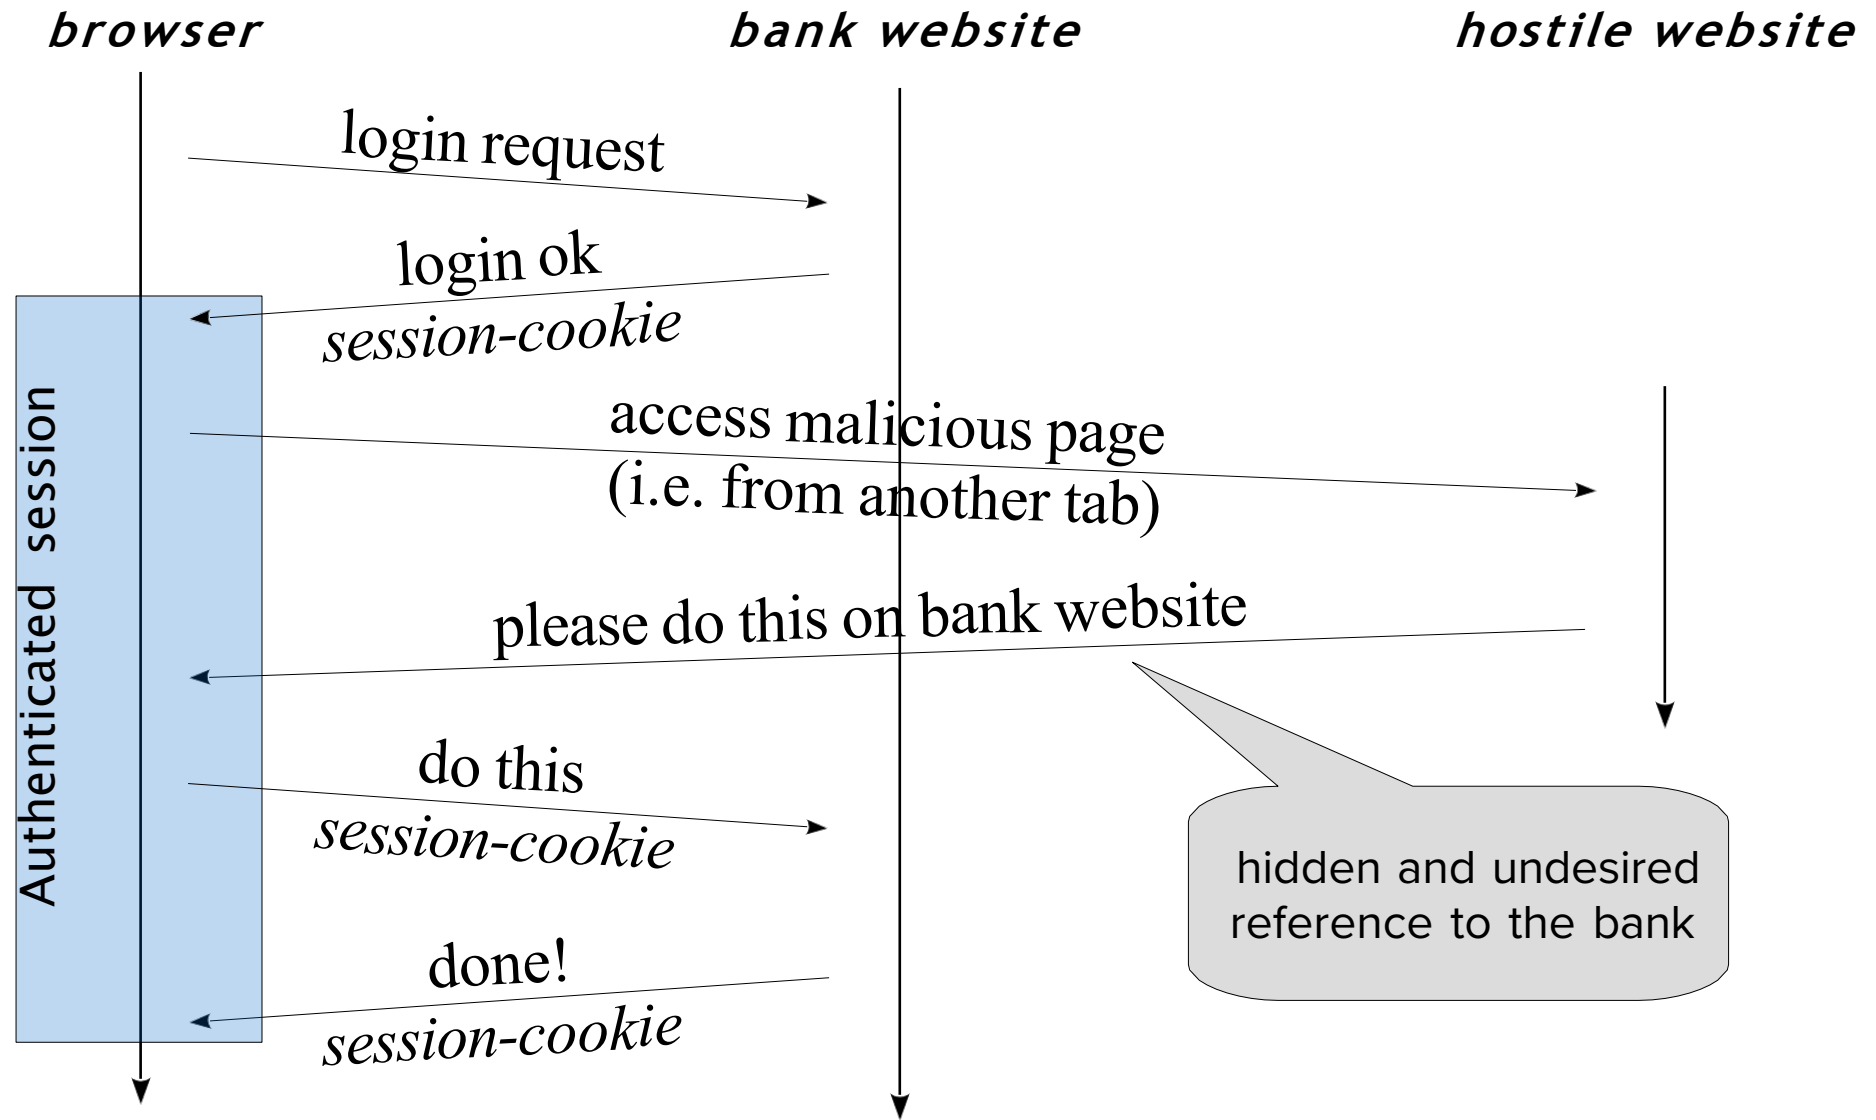 browser
bank website
hostile website
login request
login ok
session-cookie
access malicious page
(i.e. from another tab)
please do this on bank website
do this
session-cookie
hidden and undesired
reference to the bank
done!
session-cookie
Authenticated session